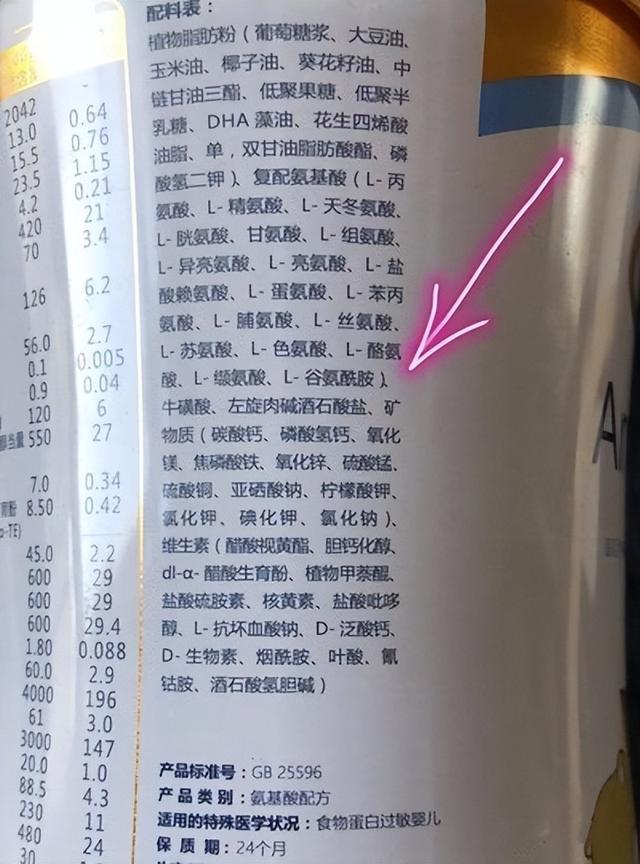 配料表：
植物脂肪粉（葡萄糖浆、大豆油、
玉米油、椰子油、葵花籽油、中
链甘油三酯、低聚果糖、低聚半
乳糖、DHA 藻油、花生四烯酸
油脂、单，双甘油脂肪酸酯、磷
酸氢二钾）、复配氨基酸（L- 丙
氨酸、L- 精氨酸、L- 天冬氨酸、
L- 胱氨酸、甘氨酸、L- 组氨酸、
L- 异亮氨酸、L- 亮氨酸、L- 盐
酸赖氨酸、L- 蛋氨酸、L- 苯丙
氨酸、L- 脯氨酸、L- 丝氨酸、
L- 苏氨酸、L- 色氨酸、L- 酪氨
酸、L- 缬氨酸、L- 谷氨酰胺）、
牛磺酸、左旋肉碱酒石酸盐、矿
物质（碳酸钙、磷酸氢钙、氧化
镁、焦磷酸铁、氧化锌、硫酸锰、
硫酸铜、亚硒酸钠、柠檬酸钾、
氯化钾、碘化钾、氯化钠）、
维生素（醋酸视黄酯、胆钙化醇、
dl-α- 醋酸生育酚、植物甲萘醌、
盐酸硫胺素、核黄素、盐酸吡哆
醇、L- 抗坏血酸钠、D- 泛酸钙、
D- 生物素、烟酰胺、叶酸、氰
钴胺、酒石酸氢胆碱）
产品标准号：GB 25596
产品类别：氨基酸配方
适用的特殊医学状况：食物蛋白过敏婴儿
保 质 期：24个月
2042 0.64
13.0 0.76
15.5 1.15
23.5 0.21
4.2 21
420 3.4
70
126 6.2
56.0 2.7
0.1 0.005
0.9 0.04
120 6
当量 550 27
7.0 0.34
育酚 8.50 0.42
α-TE)
45.0 2.2
600 29
600 29
600 29.4
1.80 0.088
60.0 2.9
4000 196
61 3.0
3000 147
20.0 1.0
88.5 4.3
230 11
480 24
30